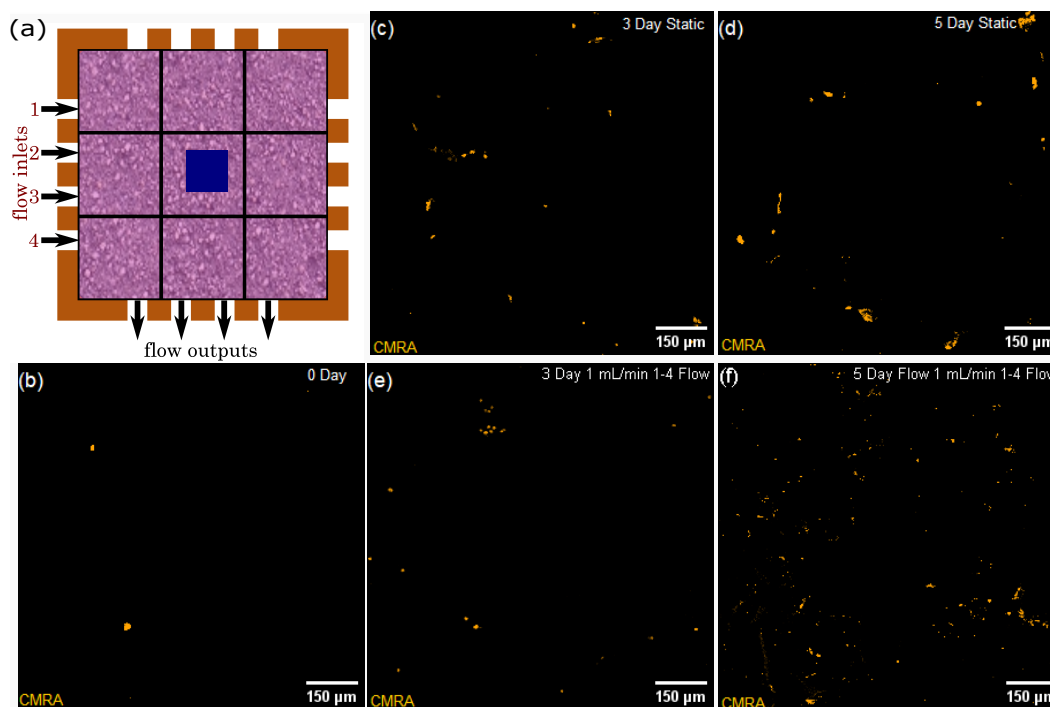 (a)
1
2
3
4
flow inlets
flow outputs
(b)
0 Day
CMRA
150 µm
(c)
3 Day Static
CMRA
150 µm
(d)
5 Day Static
CMRA
150 µm
(e)
3 Day 1 mL/min 1-4 Flow
CMRA
150 µm
(f)
5 Day Flow 1 mL/min 1-4 Flow
CMRA
150 µm